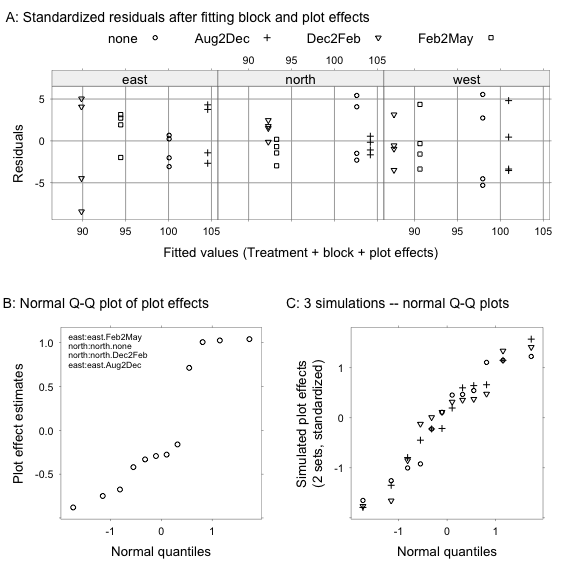 A: Standardized residuals after fitting block and plot effects
none Aug2Dec Dec2Feb Feb2May
90 95 100 105
east north west
5
0
-5
Residuals
90 95 100 105 90 95 100 105
Fitted values (Treatment + block + plot effects)
B: Normal Q-Q plot of plot effects
east:east.Feb2May
north:north.none
north:north.Dec2Feb
east:east.Aug2Dec
1.0
0.5
0.0
-0.5
Plot effect estimates
-1 0 1
Normal quantiles
C: 3 simulations -- normal Q-Q plots
1
0
-1
Simulated plot effects
(2 sets, standardized)
-1 0 1
Normal quantiles